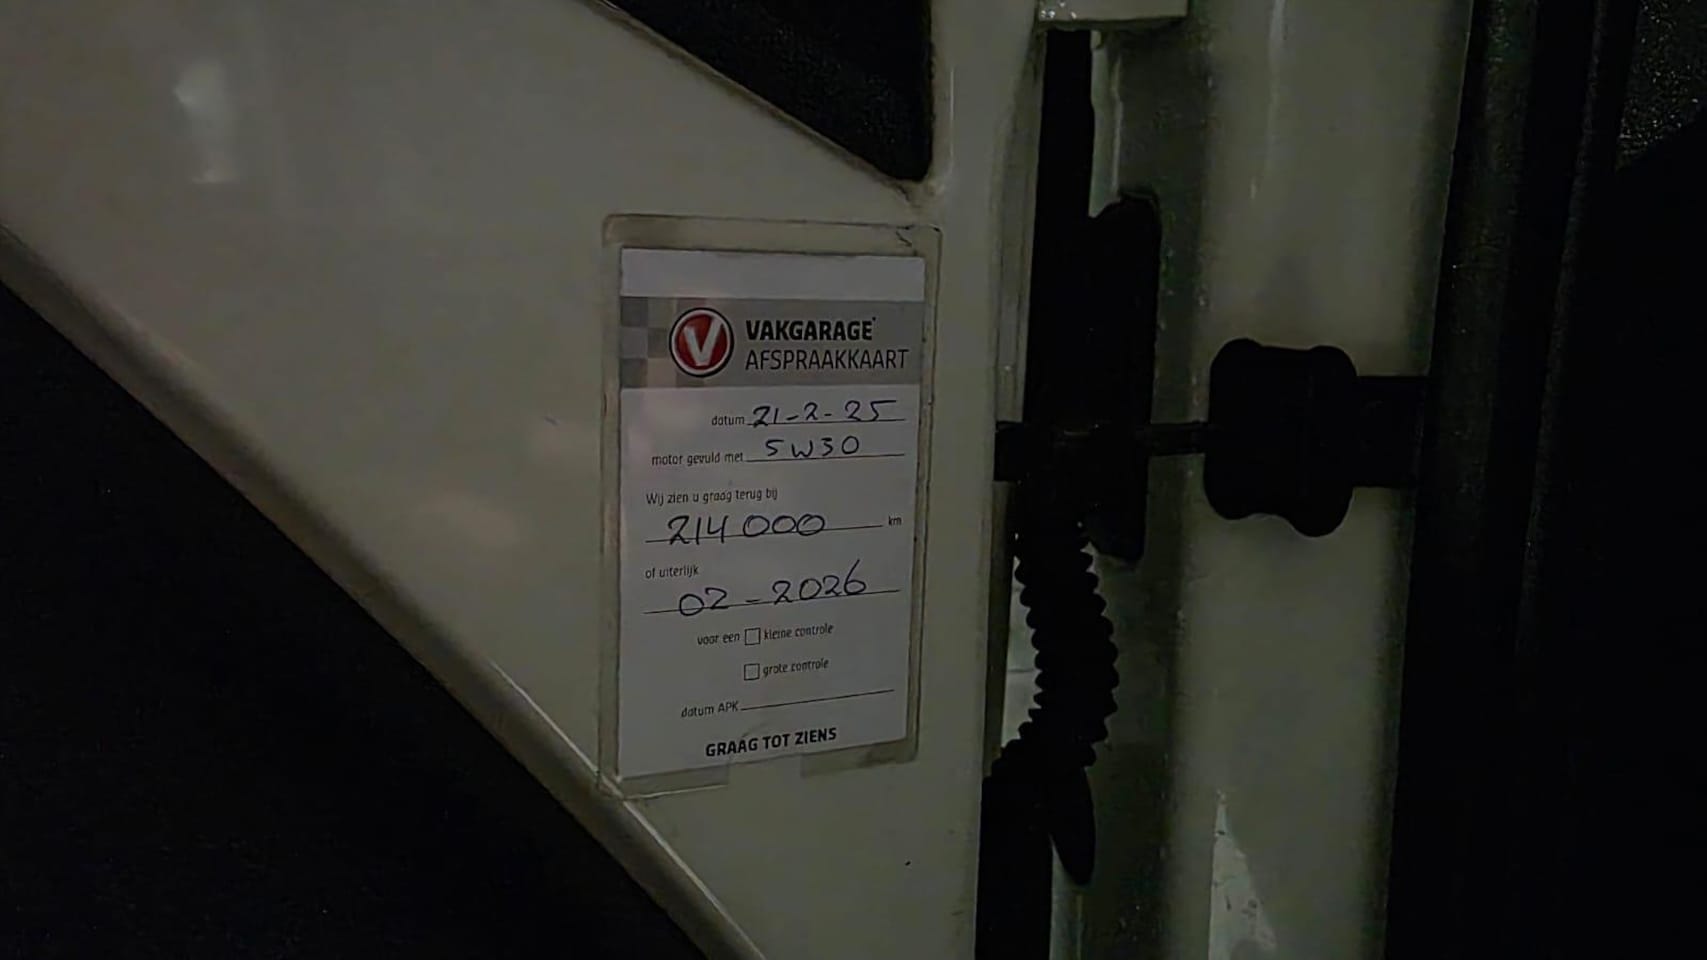 V VAKGARAGE
AFSPRAAKKAART
datum 21-2-25
motor gevuld met 5W30
Wij zien u graag terug bij
214000 km
of uiterlijk
02-2026
voor een kleine controle
grote controle
datum APK
GRAAG TOT ZIENS